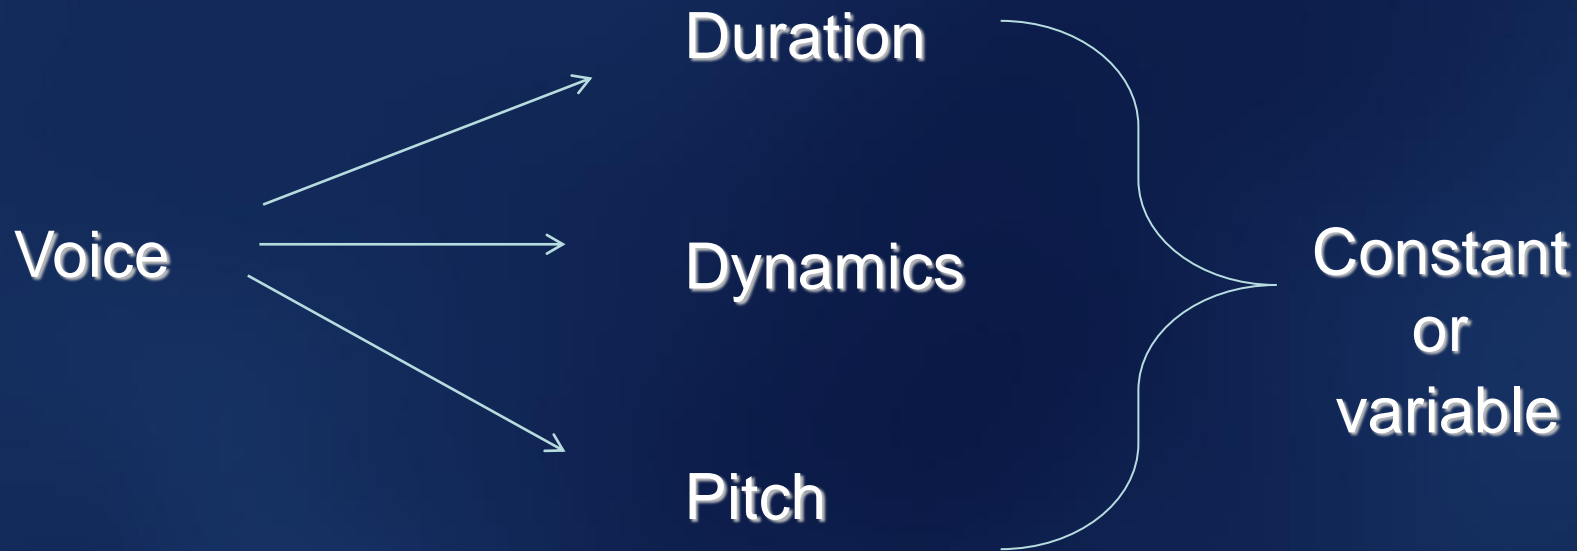 Duration
Voice
Dynamics
Constant
or
variable
Pitch